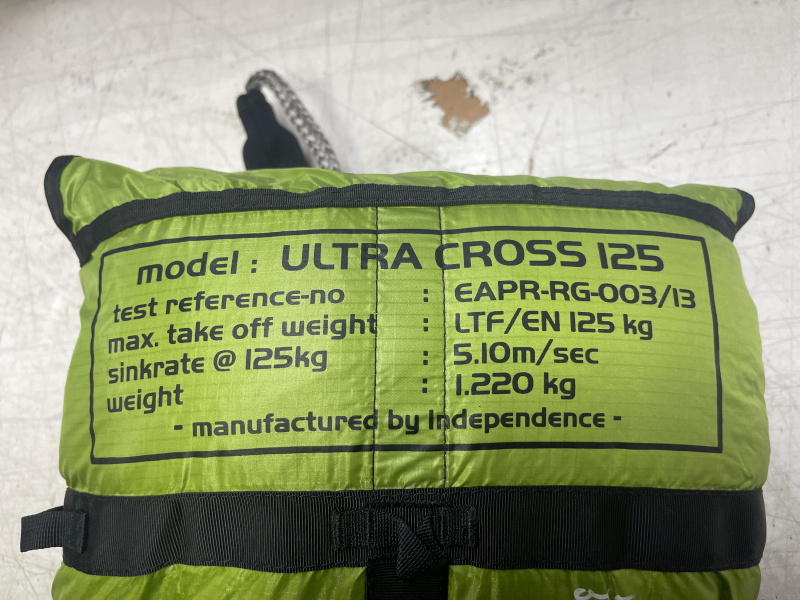 model : ULTRA CROSS 125
test reference-no : EAPR-RG-003/13
max. take off weight : LTF/EN 125 kg
sinkrate @ 125kg : 5.10m/sec
weight : 1.220 kg
- manufactured by Independence -